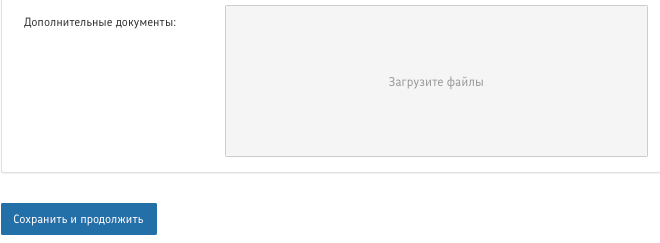 Дополнительные документы:
Загрузите файлы
Сохранить и продолжить